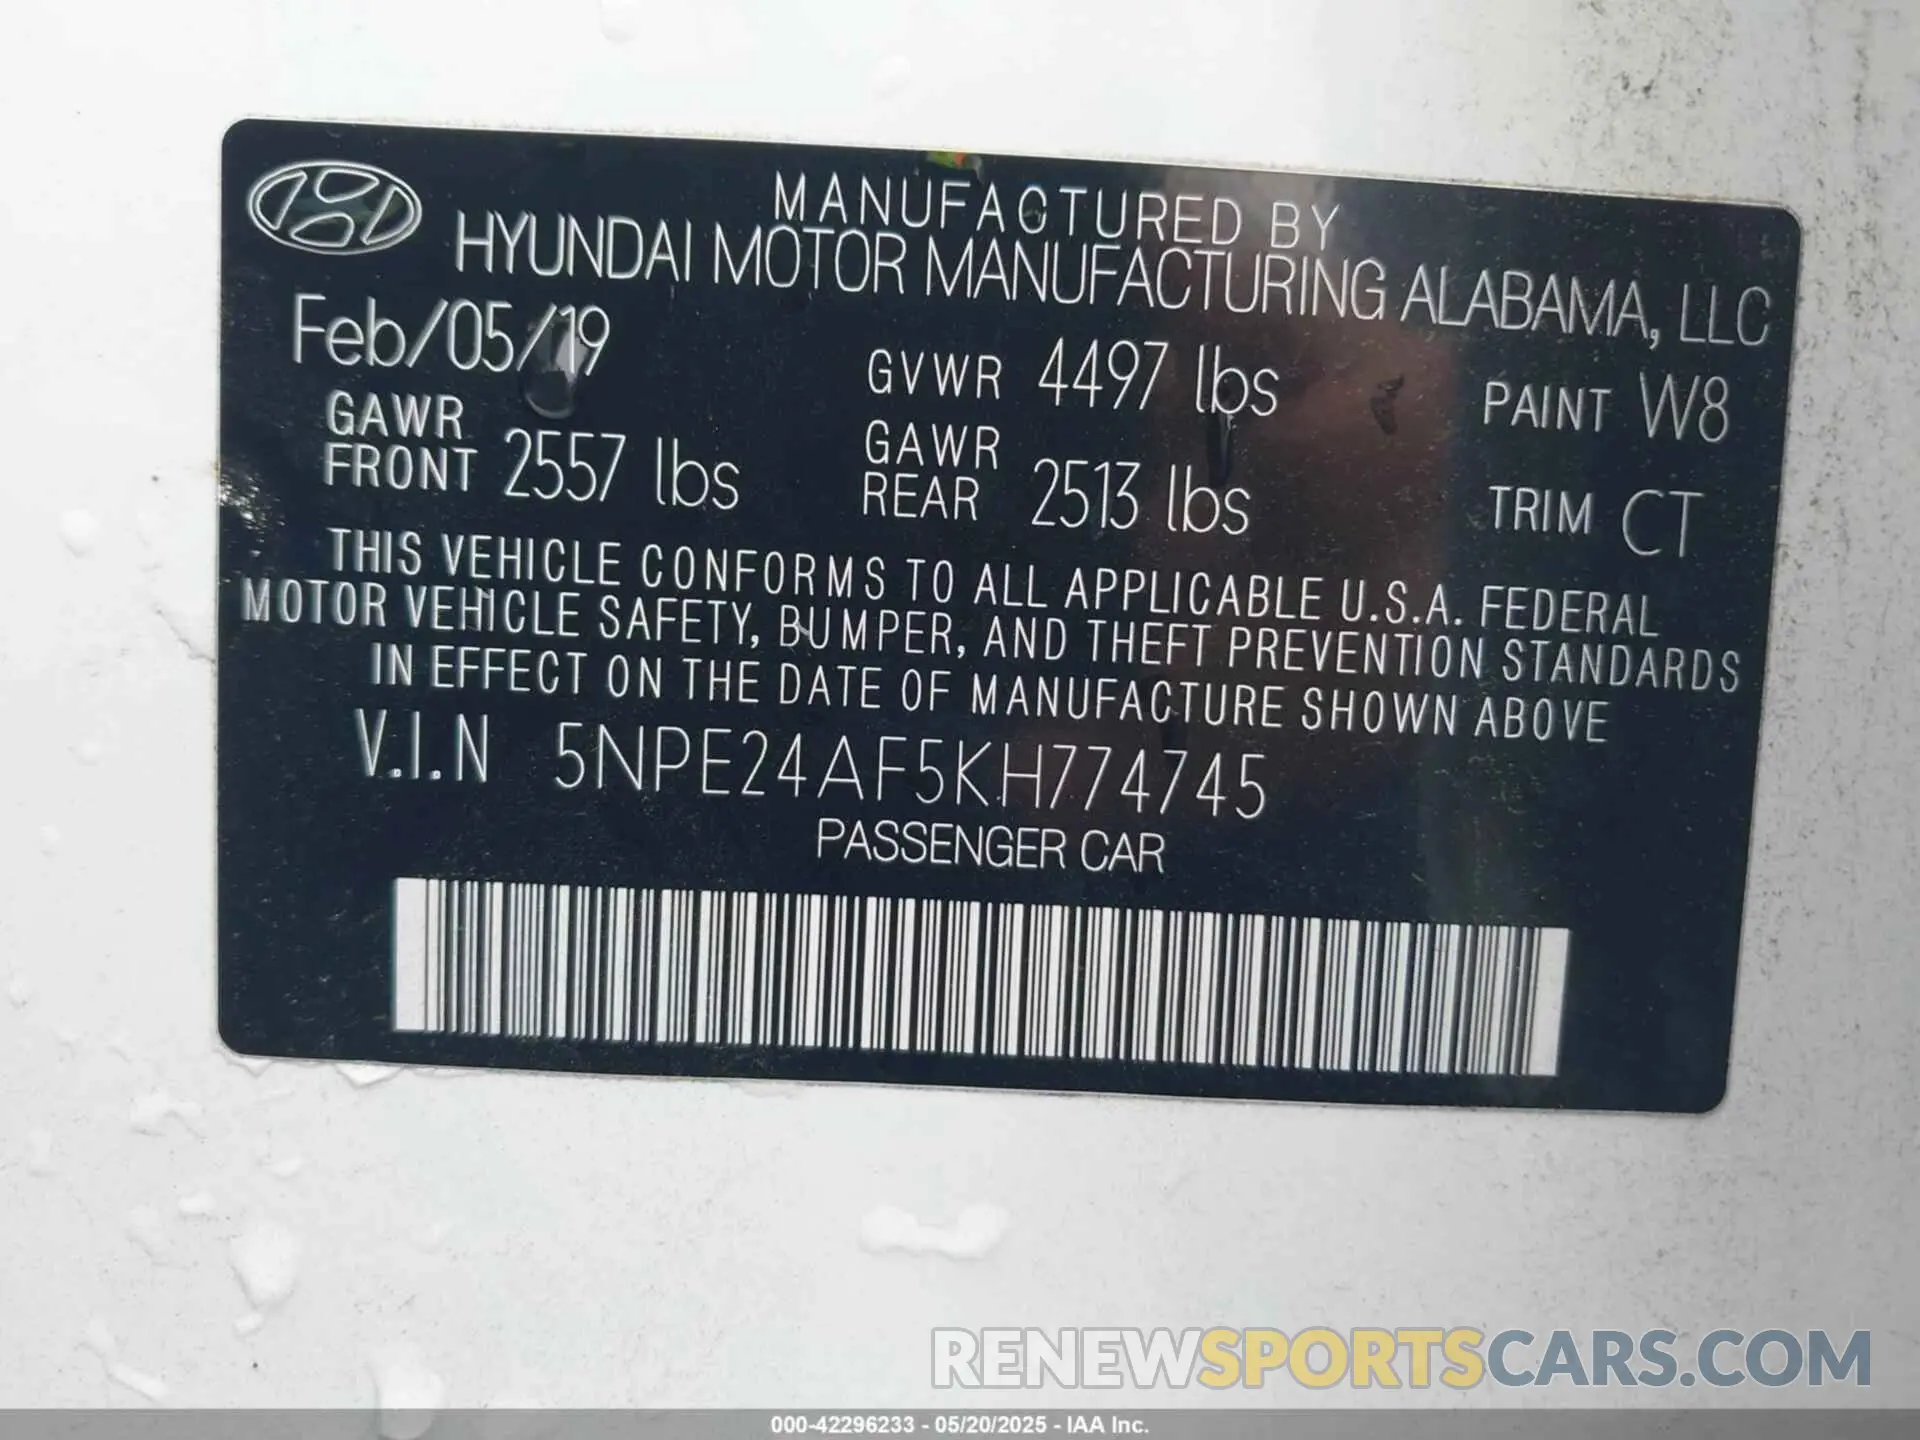 MANUFACTURED BY
HYUNDAI MOTOR MANUFACTURING ALABAMA, LLC
Feb/05/19 GVWR 4497 lbs PAINT W8
GAWR FRONT 2557 lbs GAWR REAR 2513 lbs TRIM CT
THIS VEHICLE CONFORMS TO ALL APPLICABLE U.S.A. FEDERAL
MOTOR VEHICLE SAFETY, BUMPER, AND THEFT PREVENTION STANDARDS
IN EFFECT ON THE DATE OF MANUFACTURE SHOWN ABOVE
V.I.N 5NPE24AF5KH774745
PASSENGER CAR
RENEWSPORTSCARS.COM
000-42296233 - 05/20/2025 - IAA Inc.